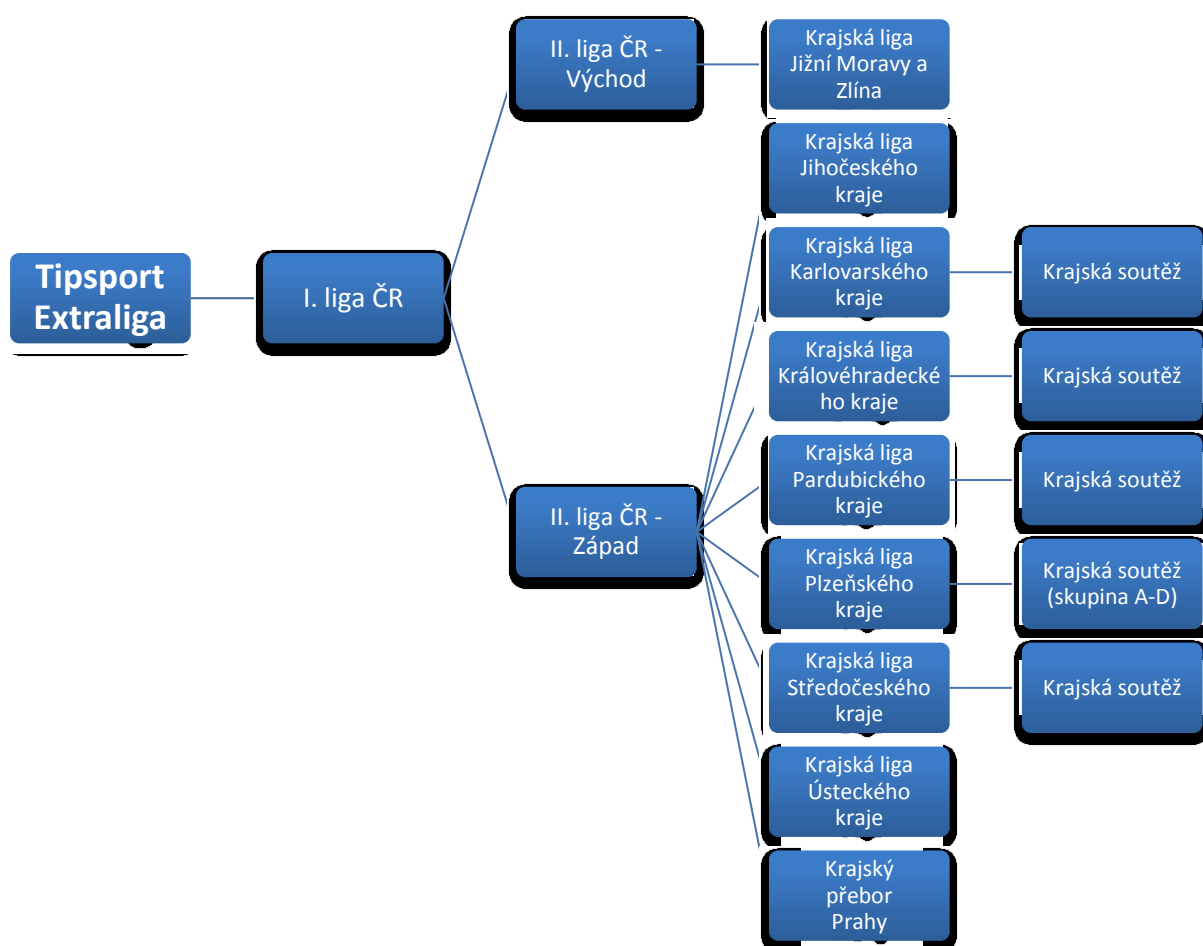 Tipsport
Extraliga
I. liga ČR
II. liga ČR -
Východ
II. liga ČR -
Západ
Krajská liga
Jižní Moravy a
Zlína
Krajská liga
Jihočeského
kraje
Krajská liga
Karlovarského
kraje
Krajská soutěž
Krajská liga
Královéhradecké
ho kraje
Krajská soutěž
Krajská liga
Pardubického
kraje
Krajská soutěž
Krajská liga
Plzeňského
kraje
Krajská soutěž
(skupina A-D)
Krajská liga
Středočeského
kraje
Krajská soutěž
Krajská liga
Ústeckého
kraje
Krajský
přebor
Prahy